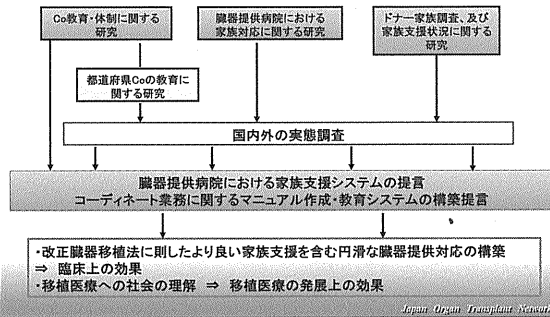 Co教育・体制に関する
研究
臓器提供病院における
家族対応に関する研究
ドナー家族調査、及び
家族支援状況に関する
研究
都道府県Coの教育に
関する研究
国内外の実態調査
臓器提供病院における家族支援システムの提言
コーディネート業務に関するマニュアル作成・教育システムの構築提言
・改正臓器移植法に則したより良い家族支援を含む円滑な臓器提供対応の構築
⇒ 臨床上の効果
・移植医療への社会の理解 ⇒ 移植医療の発展上の効果
Japan Organ Transplant Network